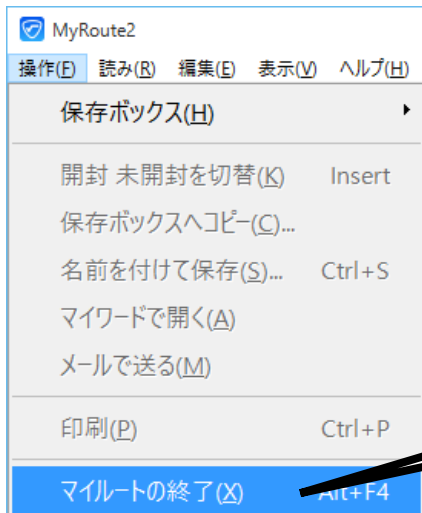 MyRoute2
操作(F) 読み(R) 編集(E) 表示(V) ヘルプ(H)
保存ボックス(H)
開封 未開封を切替(K) Insert
保存ボックスへコピー(C)...
名前を付けて保存(S)... Ctrl+S
マイワードで開く(A)
メールで送る(M)
印刷(P) Ctrl+P
マイルートの終了(X) Alt+F4